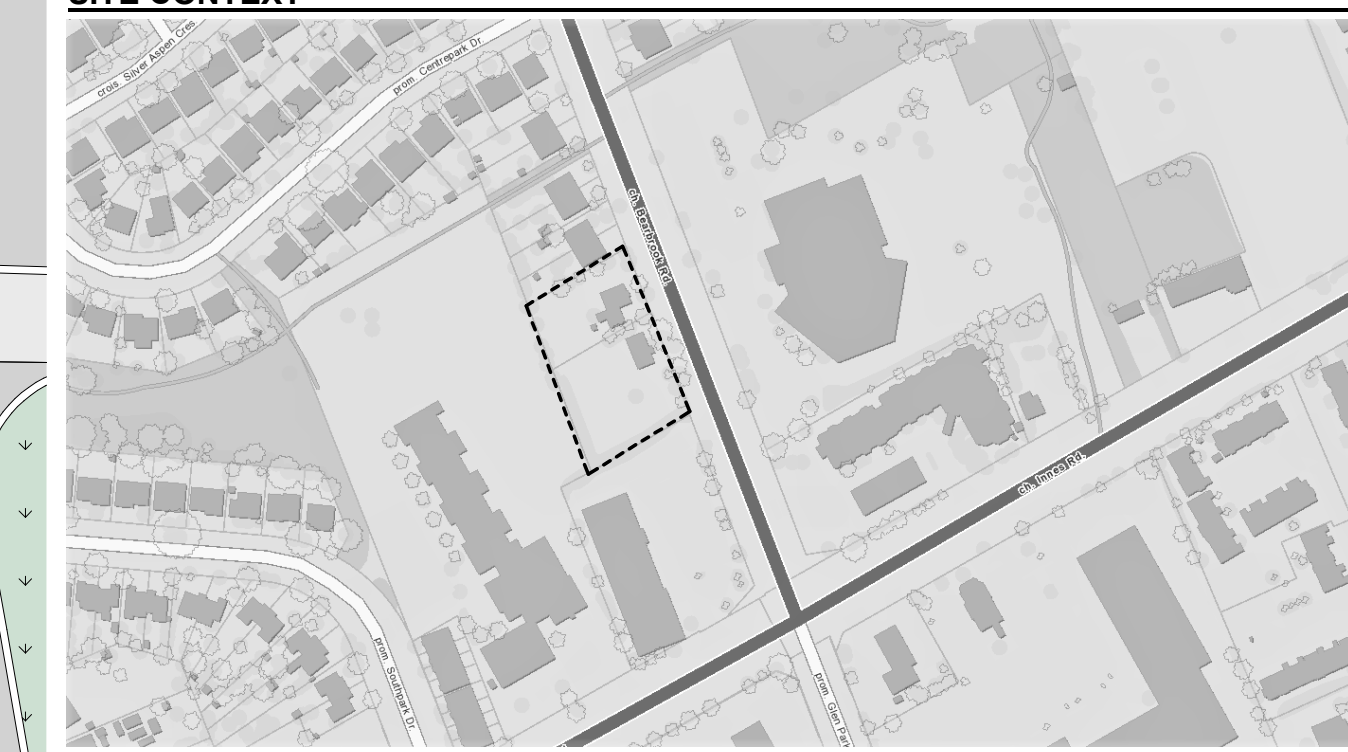 SITE CONTEXT
crois. Silver Aspen Cres.
prom. Centrepark Dr.
ch. Bearbrook Rd.
ch. Innes Rd.
prom. Southpark Dr.
prom. Glen Park